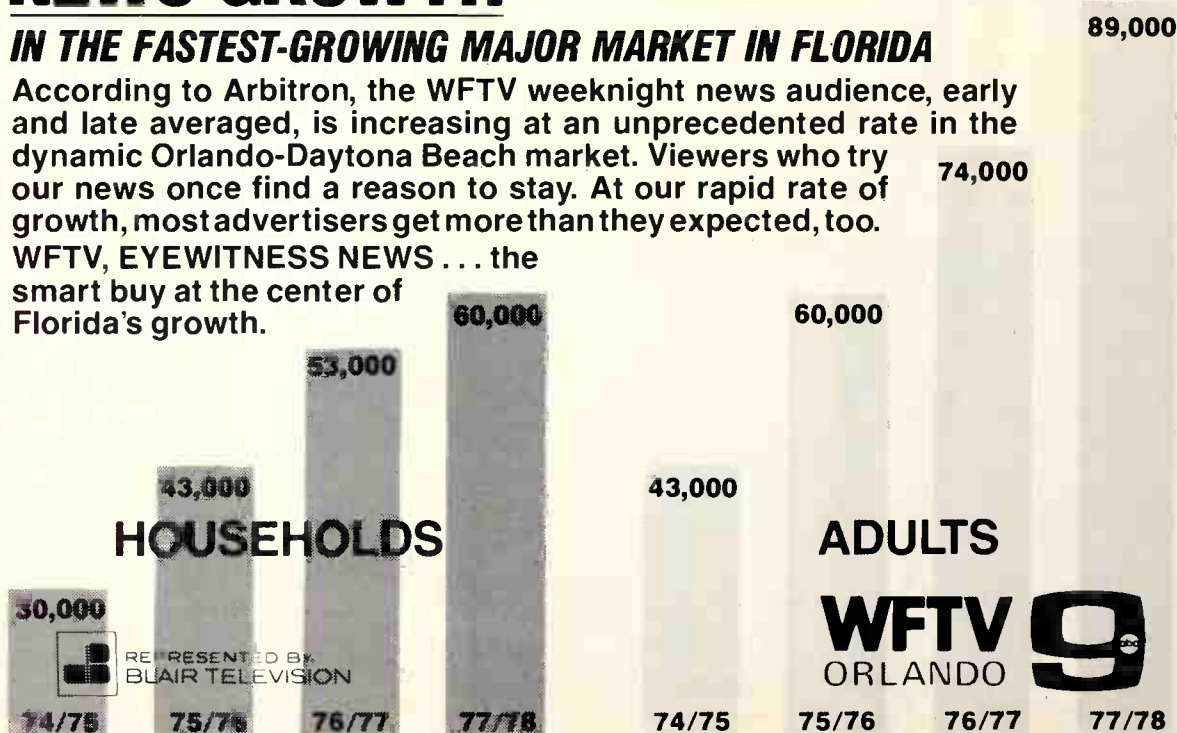 NEWS GROWTH
IN THE FASTEST-GROWING MAJOR MARKET IN FLORIDA
According to Arbitron, the WFTV weeknight news audience, early
and late averaged, is increasing at an unprecedented rate in the
dynamic Orlando-Daytona Beach market. Viewers who try
our news once find a reason to stay. At our rapid rate of
growth, most advertisers get more than they expected, too.
WFTV, EYEWITNESS NEWS ... the
smart buy at the center of
Florida's growth.
30,000
43,000
53,000
60,000
HOUSEHOLDS
74/75 75/76 76/77 77/78
REPRESENTED BY
BLAIR TELEVISION
43,000
60,000
74,000
89,000
ADULTS
WFTV 9
abc
ORLANDO
74/75 75/76 76/77 77/78